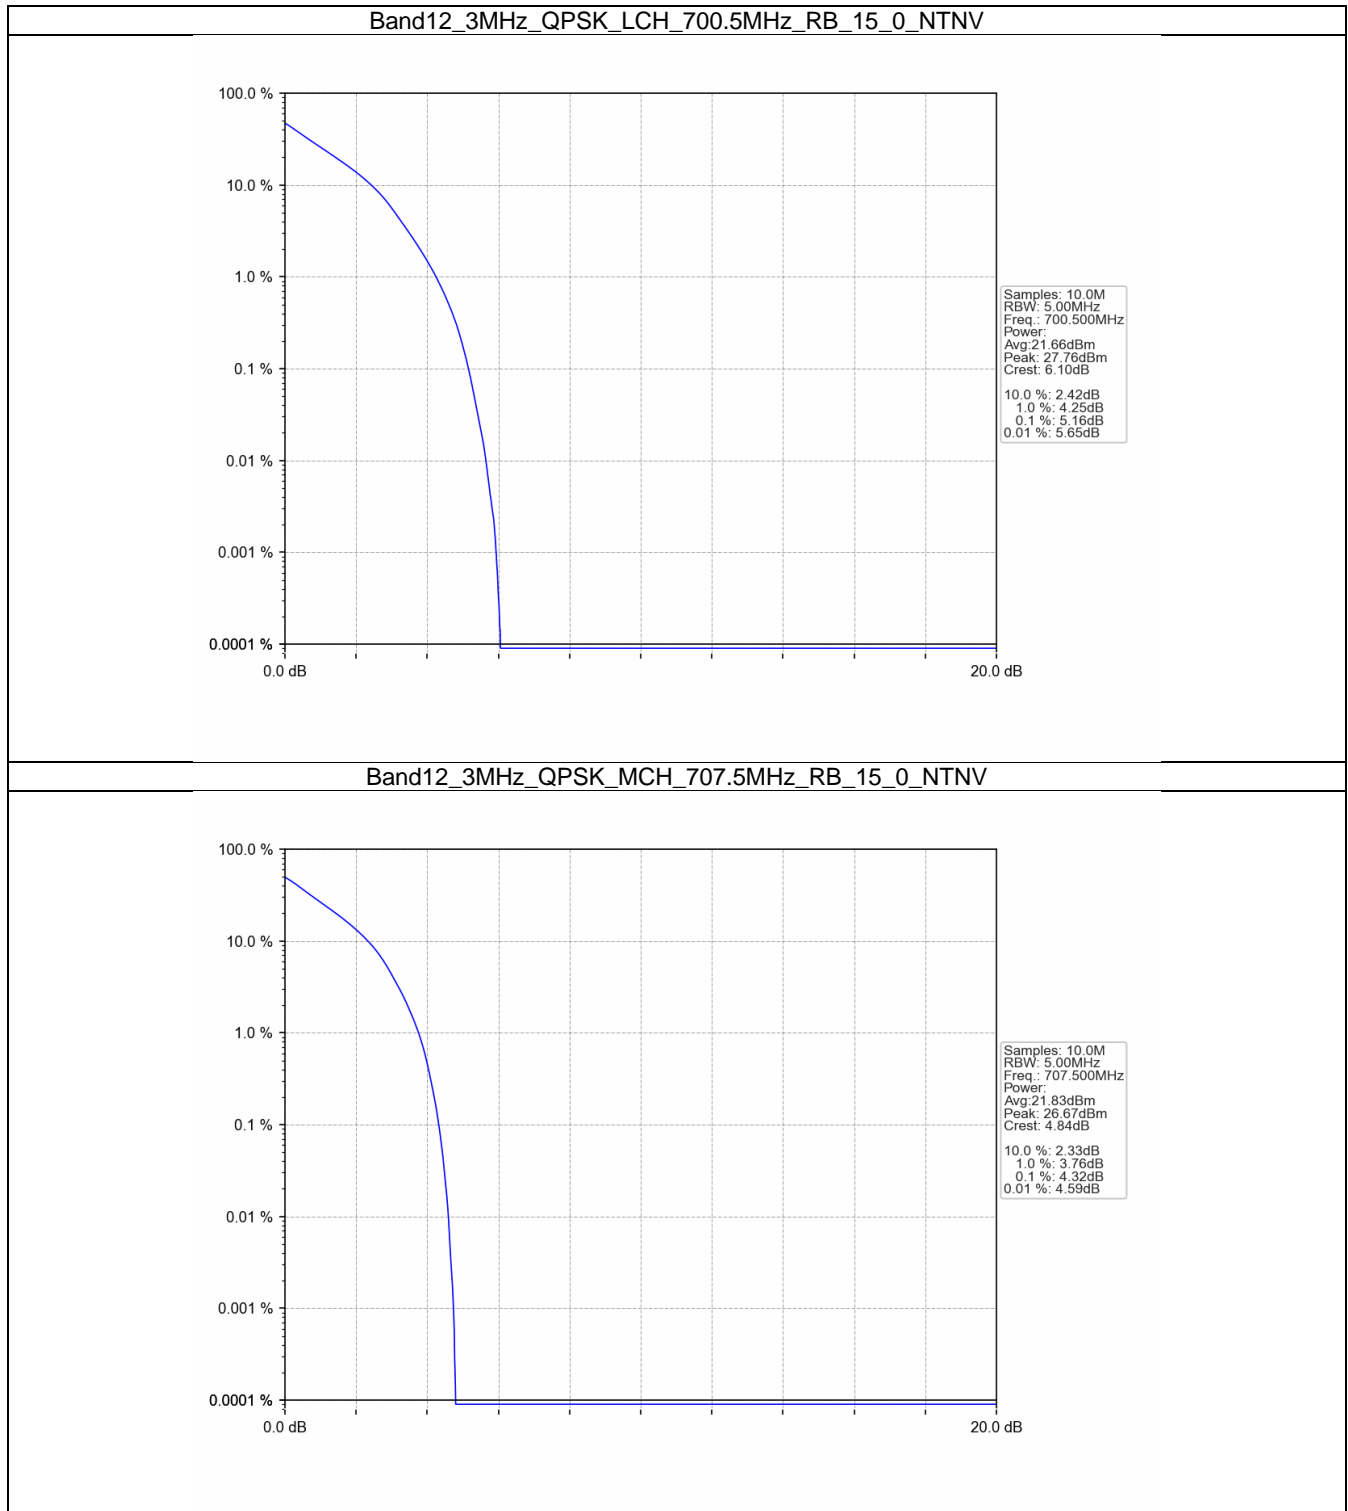 Band12_3MHz_QPSK_LCH_700.5MHz_RB_15_0_NTNV
100.0 %
10.0 %
1.0 %
0.1 %
0.01 %
0.001 %
0.0001 %
0.0 dB
20.0 dB
Samples: 10.0M
RBW: 5.00MHz
Freq.: 700.500MHz
Power:
Avg:21.66dBm
Peak: 27.76dBm
Crest: 6.10dB
10.0 %: 2.42dB
1.0 %: 4.25dB
0.1 %: 5.16dB
0.01 %: 5.65dB
Band12_3MHz_QPSK_MCH_707.5MHz_RB_15_0_NTNV
100.0 %
10.0 %
1.0 %
0.1 %
0.01 %
0.001 %
0.0001 %
0.0 dB
20.0 dB
Samples: 10.0M
RBW: 5.00MHz
Freq.: 707.500MHz
Power:
Avg:21.83dBm
Peak: 26.67dBm
Crest: 4.84dB
10.0 %: 2.33dB
1.0 %: 3.76dB
0.1 %: 4.32dB
0.01 %: 4.59dB